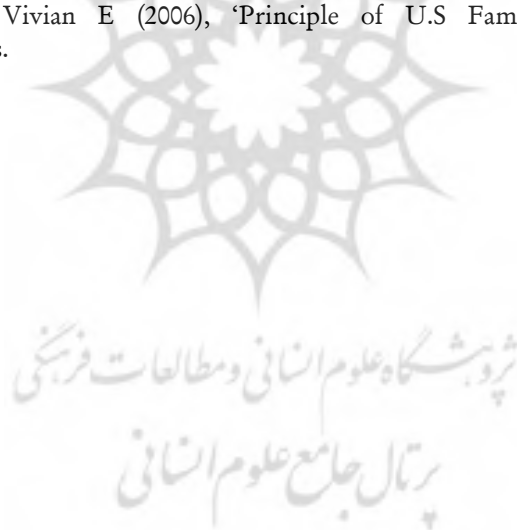 Vivian E (2006), ‘Principle of U.S Fam
s.
پژوهشگاه علوم انسانی و مطالعات فرهنگی
پرتال جامع علوم انسانی